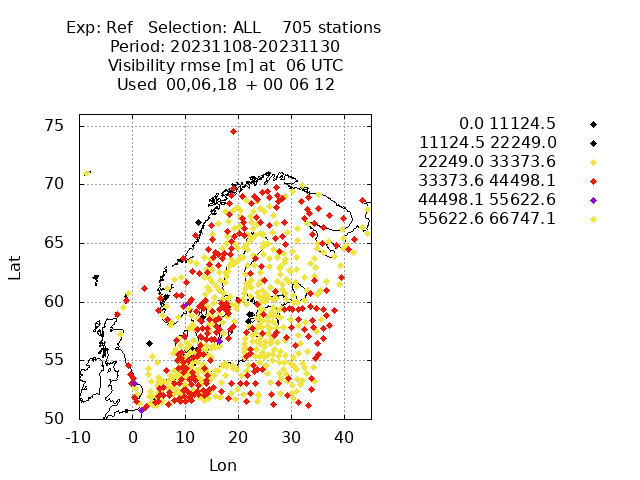 Exp: Ref   Selection: ALL    705 stations
Period: 20231108-20231130
Visibility rmse [m] at  06 UTC
Used  00,06,18  + 00 06 12
0.0 11124.5
11124.5 22249.0
22249.0 33373.6
33373.6 44498.1
44498.1 55622.6
55622.6 66747.1
75
70
65
60
55
50
Lat
-10 0 10 20 30 40
Lon